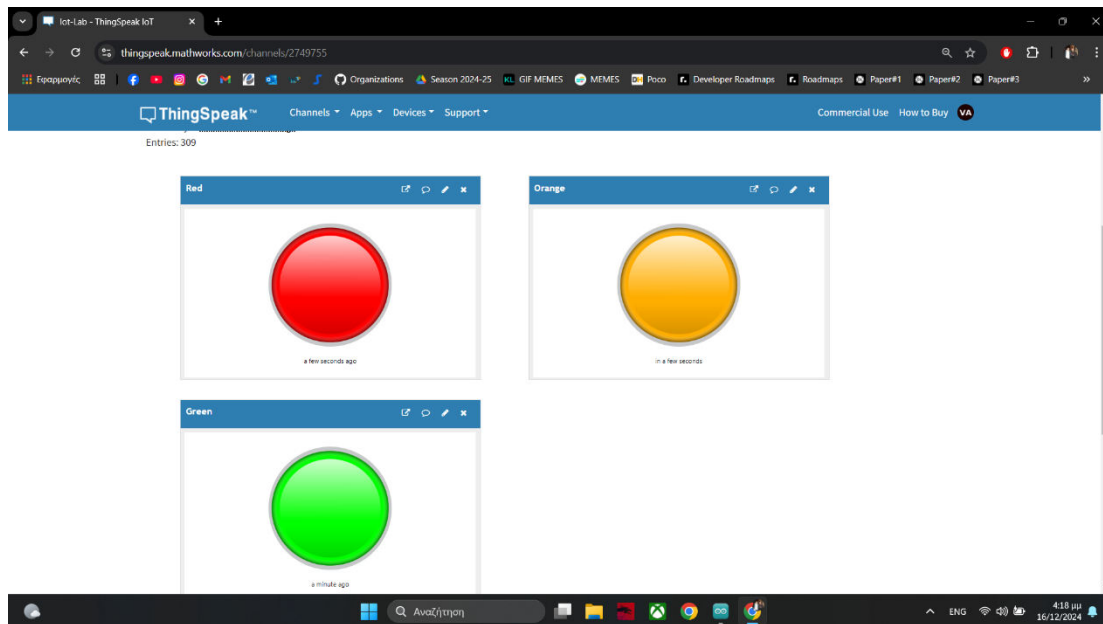 Iot-Lab - ThingSpeak IoT
thingspeak.mathworks.com/channels/2749755
Εφαρμογές
Organizations
Season 2024-25
KL GIF MEMES
MEMES
DH Poco
r. Developer Roadmaps
r. Roadmaps
Paper#1
Paper#2
Paper#3
»
ThingSpeak™ Channels Apps Devices Support Commercial Use How to Buy VA
Entries: 309
Red
a few seconds ago
Orange
in a few seconds
Green
a minute ago
Αναζήτηση
ENG
4:18 μμ
16/12/2024